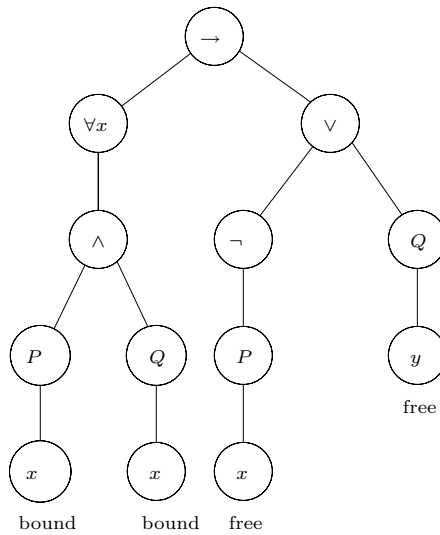 →
∀x ∨
∧ ¬ Q
P Q P y
free
x x x
bound bound free